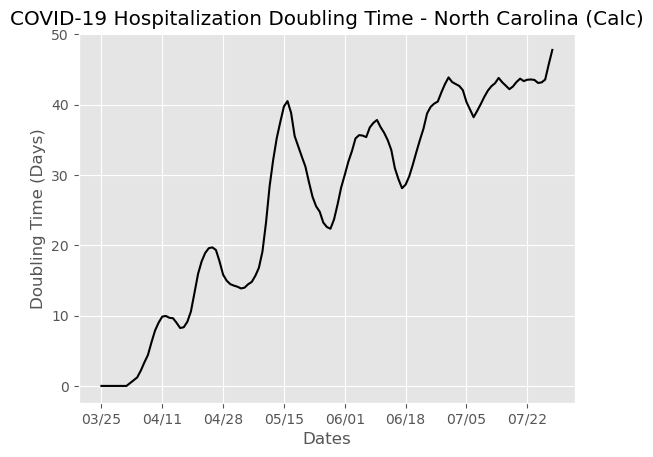 COVID-19 Hospitalization Doubling Time - North Carolina (Calc)
50
40
30
20
10
0
Doubling Time (Days)
03/25 04/11 04/28 05/15 06/01 06/18 07/05 07/22
Dates